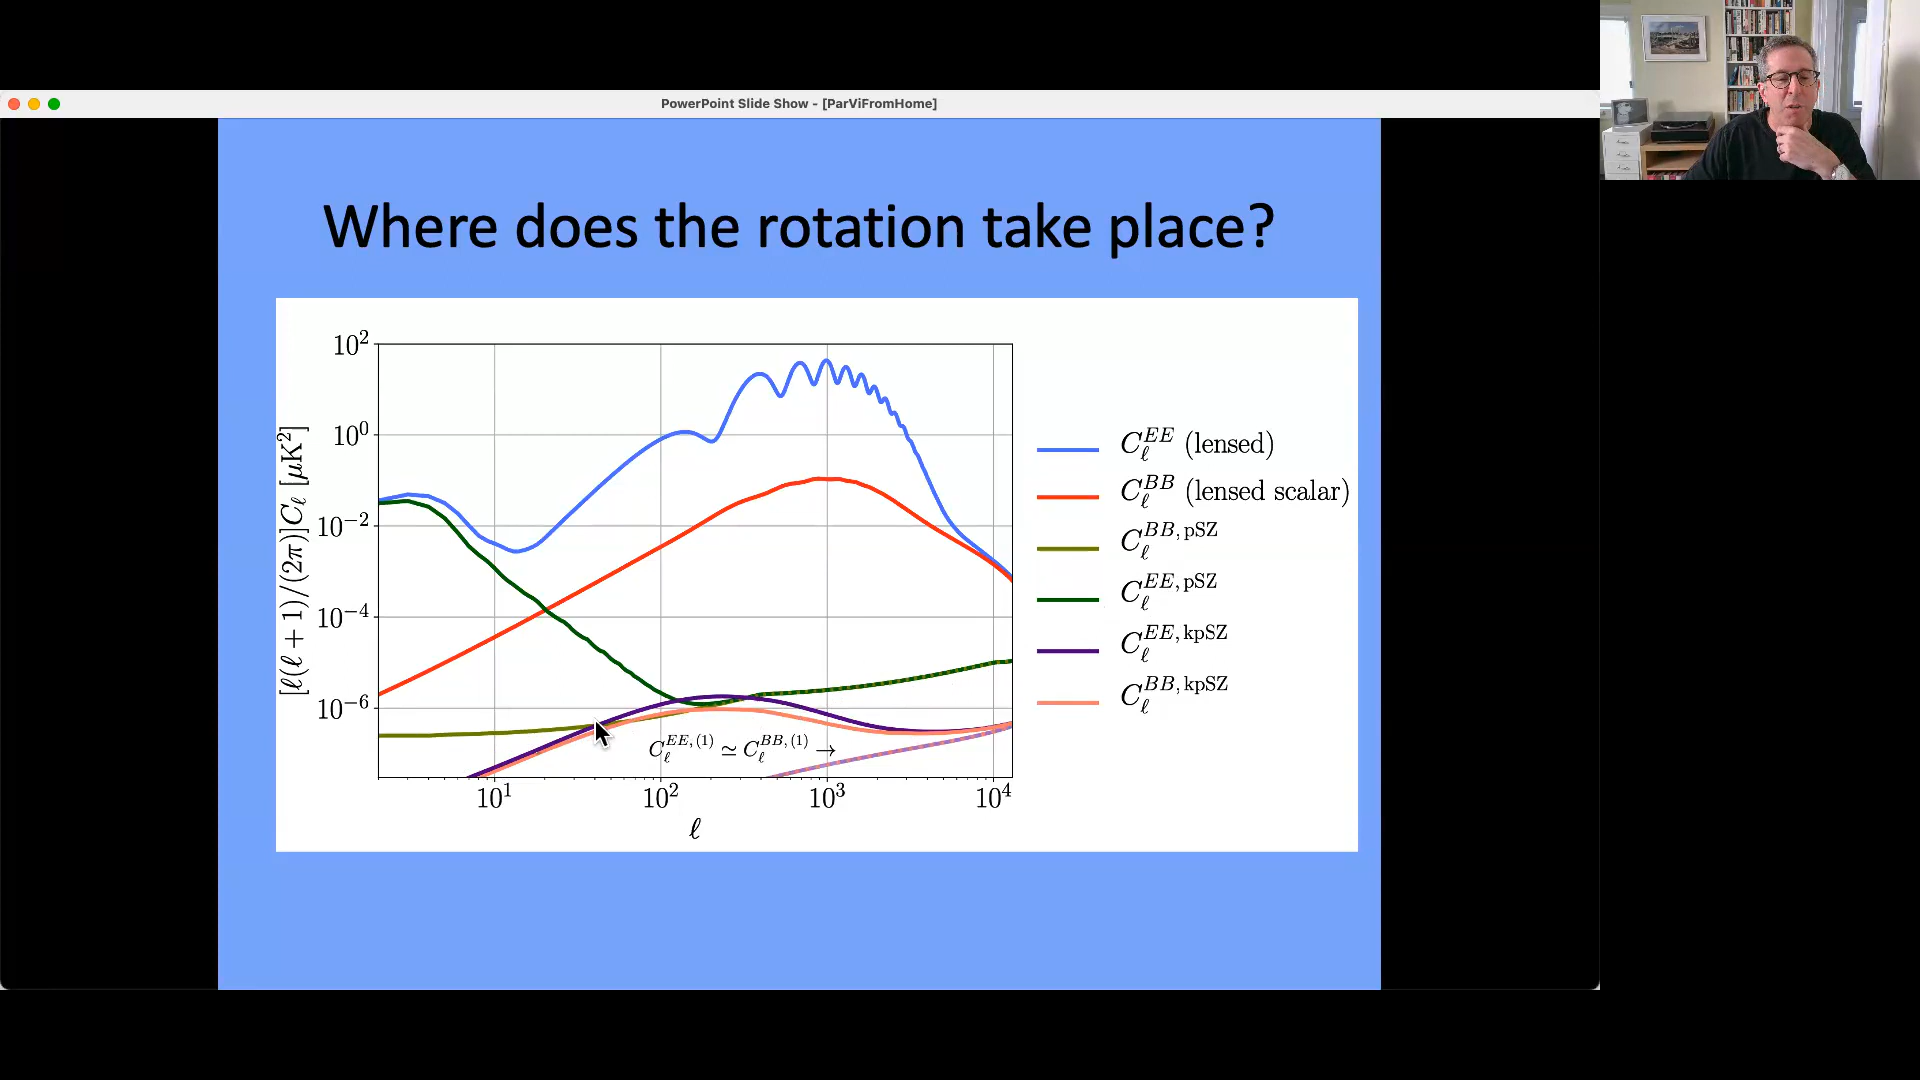 PowerPoint Slide Show - [ParViFromHome]
Where does the rotation take place?
[ℓ(ℓ + 1)/(2π)]C_ℓ [μK²]
10²
10⁰
10⁻²
10⁻⁴
10⁻⁶
C_ℓ^{EE,(1)} ≃ C_ℓ^{BB,(1)} →
10¹ 10² 10³ 10⁴
ℓ
C_ℓ^{EE} (lensed)
C_ℓ^{BB} (lensed scalar)
C_ℓ^{BB,pSZ}
C_ℓ^{EE,pSZ}
C_ℓ^{EE,kpSZ}
C_ℓ^{BB,kpSZ}